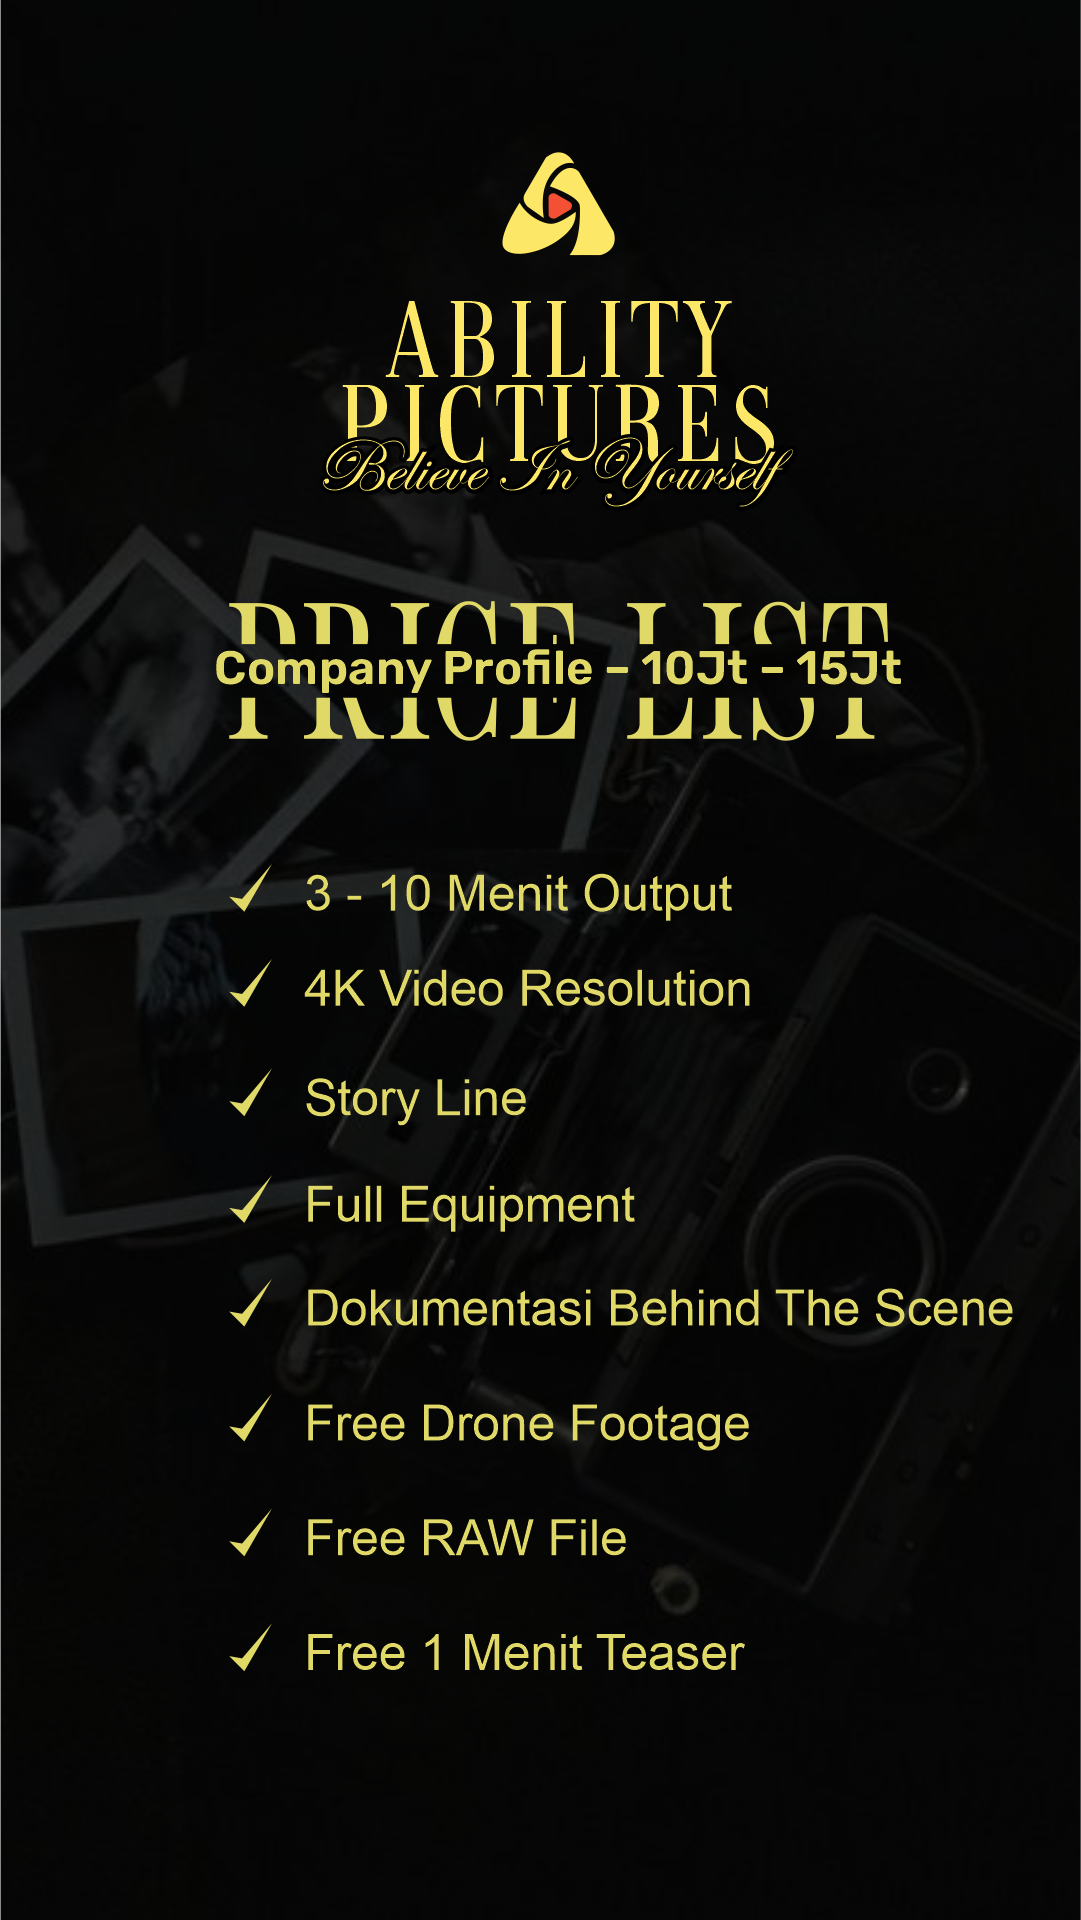 ABILITY
PICTURES
Believe In Yourself
PRICE LIST
Company Profile – 10Jt – 15Jt
3 - 10 Menit Output
4K Video Resolution
Story Line
Full Equipment
Dokumentasi Behind The Scene
Free Drone Footage
Free RAW File
Free 1 Menit Teaser